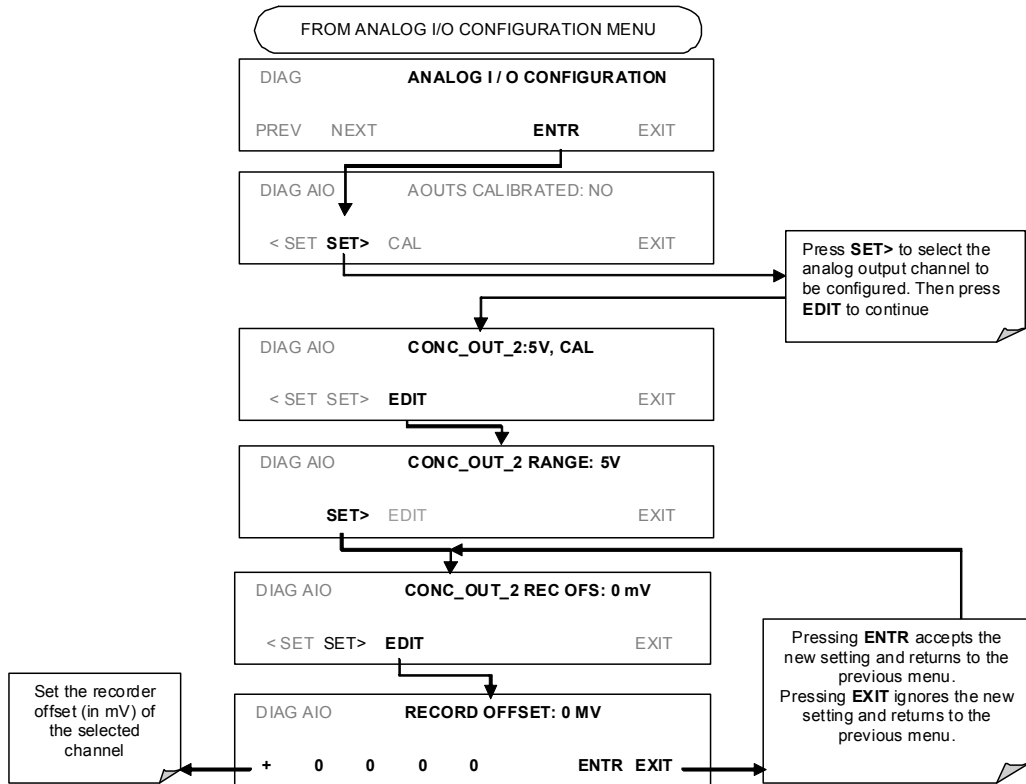 FROM ANALOG I/O CONFIGURATION MENU
DIAG ANALOG I / O CONFIGURATION
PREV NEXT ENTR EXIT
DIAG AIO AOUTS CALIBRATED: NO
< SET SET> CAL EXIT
Press SET> to select the
analog output channel to
be configured. Then press
EDIT to continue
DIAG AIO CONC_OUT_2:5V, CAL
< SET SET> EDIT EXIT
DIAG AIO CONC_OUT_2 RANGE: 5V
SET> EDIT EXIT
DIAG AIO CONC_OUT_2 REC OFS: 0 mV
< SET SET> EDIT EXIT
Pressing ENTR accepts the
new setting and returns to the
previous menu.
Pressing EXIT ignores the new
setting and returns to the
previous menu.
Set the recorder
offset (in mV) of
the selected
channel
DIAG AIO RECORD OFFSET: 0 MV
+ 0 0 0 0 ENTR EXIT